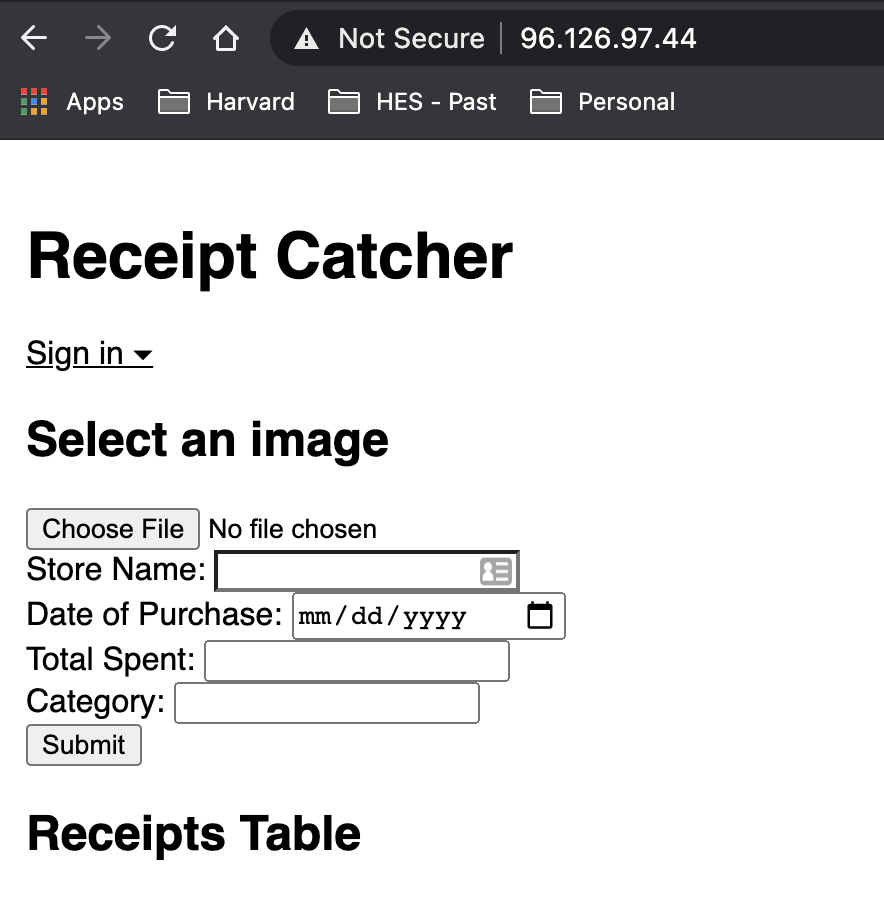 Not Secure 96.126.97.44
Apps Harvard HES - Past Personal
Receipt Catcher
Sign in
Select an image
Choose File No file chosen
Store Name:
Date of Purchase: mm/dd/yyyy
Total Spent:
Category:
Submit
Receipts Table